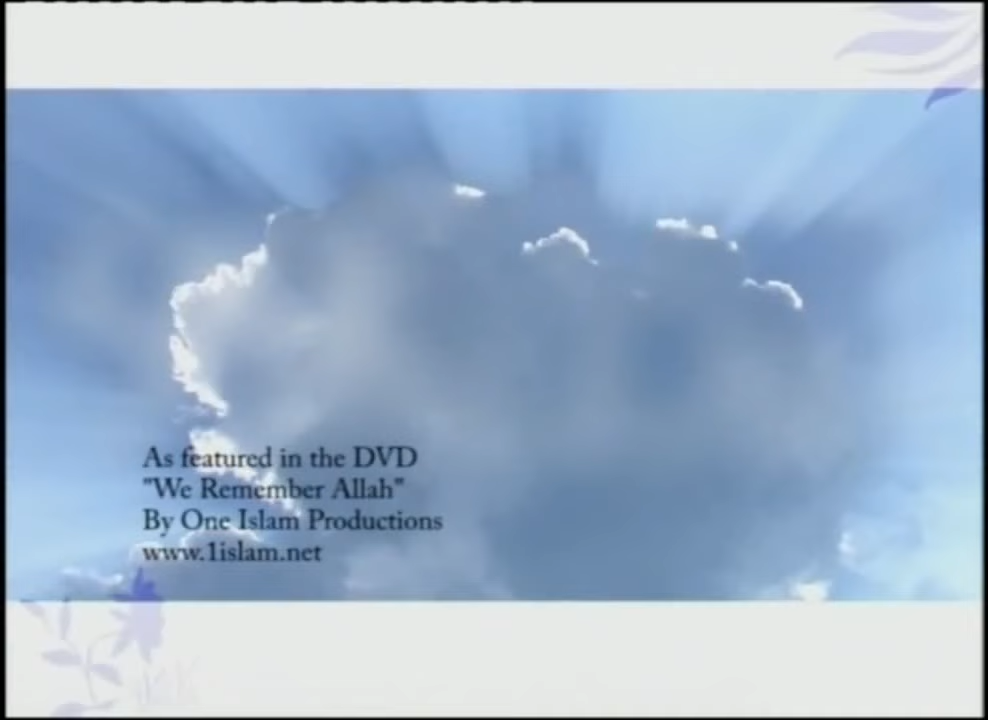 As featured in the DVD
"We Remember Allah"
By One Islam Productions
www.1islam.net